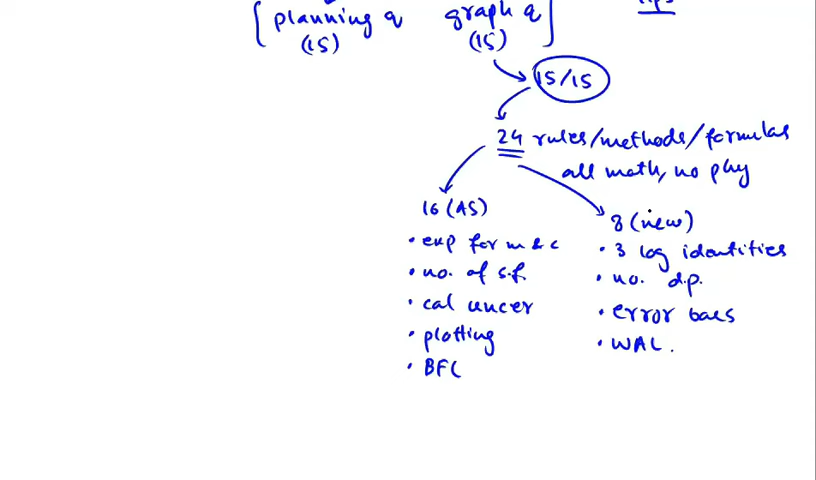 planning q graph q
(15) (15)
15/15
24 rules/methods/formulas
all math, no phy
16 (AS)
• exp for m & c
• no. of s.f.
• cal uncer
• plotting
• BFL
8 (new)
• 3 log identities
• no. d.p.
• error bars
• WAL.